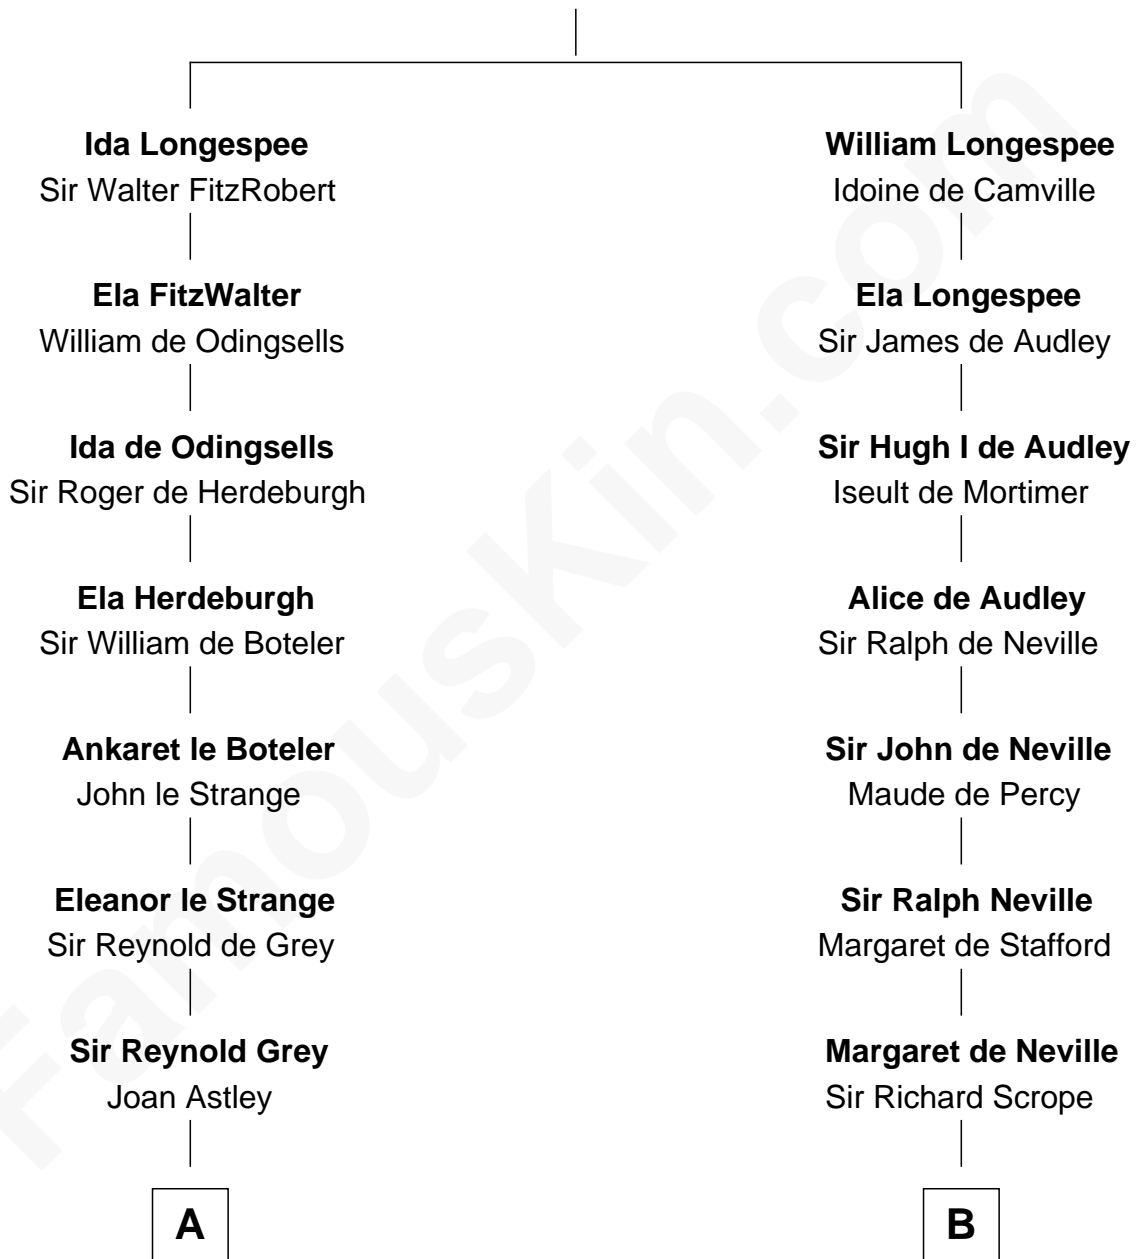 Ida Longespee
Sir Walter FitzRobert
Ela FitzWalter
William de Odingsells
Ida de Odingsells
Sir Roger de Herdeburgh
Ela Herdeburgh
Sir William de Boteler
Ankaret le Boteler
John le Strange
Eleanor le Strange
Sir Reynold de Grey
Sir Reynold Grey
Joan Astley
A
William Longespee
Idoine de Camville
Ela Longespee
Sir James de Audley
Sir Hugh I de Audley
Iseult de Mortimer
Alice de Audley
Sir Ralph de Neville
Sir John de Neville
Maude de Percy
Sir Ralph Neville
Margaret de Stafford
Margaret de Neville
Sir Richard Scrope
B
FamousKin.com